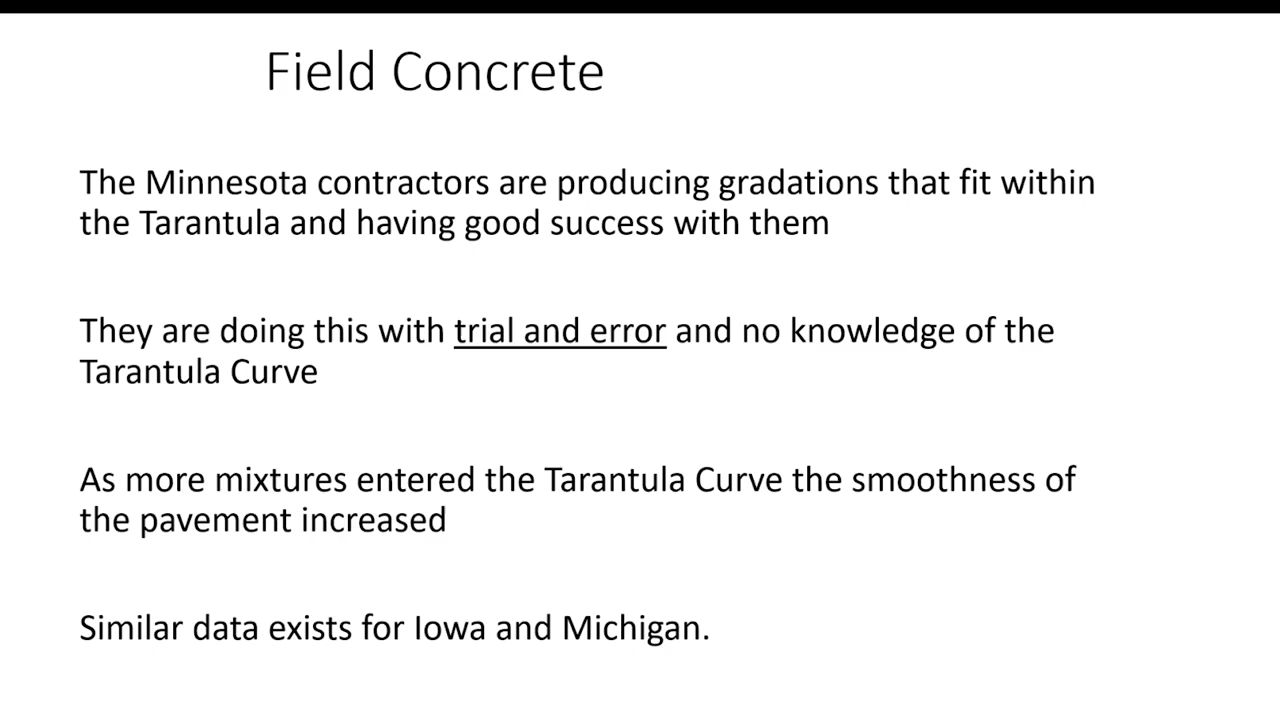 Field Concrete
The Minnesota contractors are producing gradations that fit within
the Tarantula and having good success with them
They are doing this with trial and error and no knowledge of the
Tarantula Curve
As more mixtures entered the Tarantula Curve the smoothness of
the pavement increased
Similar data exists for Iowa and Michigan.